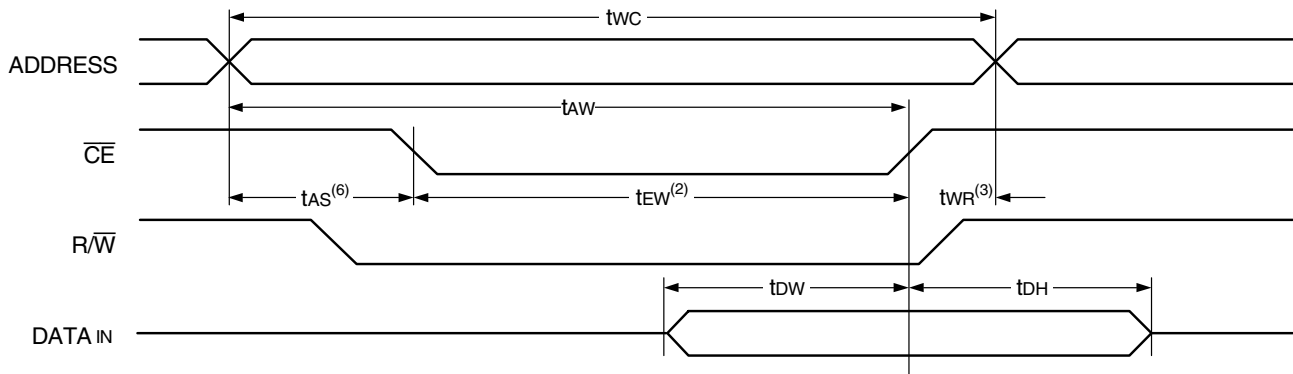 tWC
ADDRESS
tAW
CE
tAS(6)
tEW(2)
tWR(3)
R/W
tDW
tDH
DATA IN